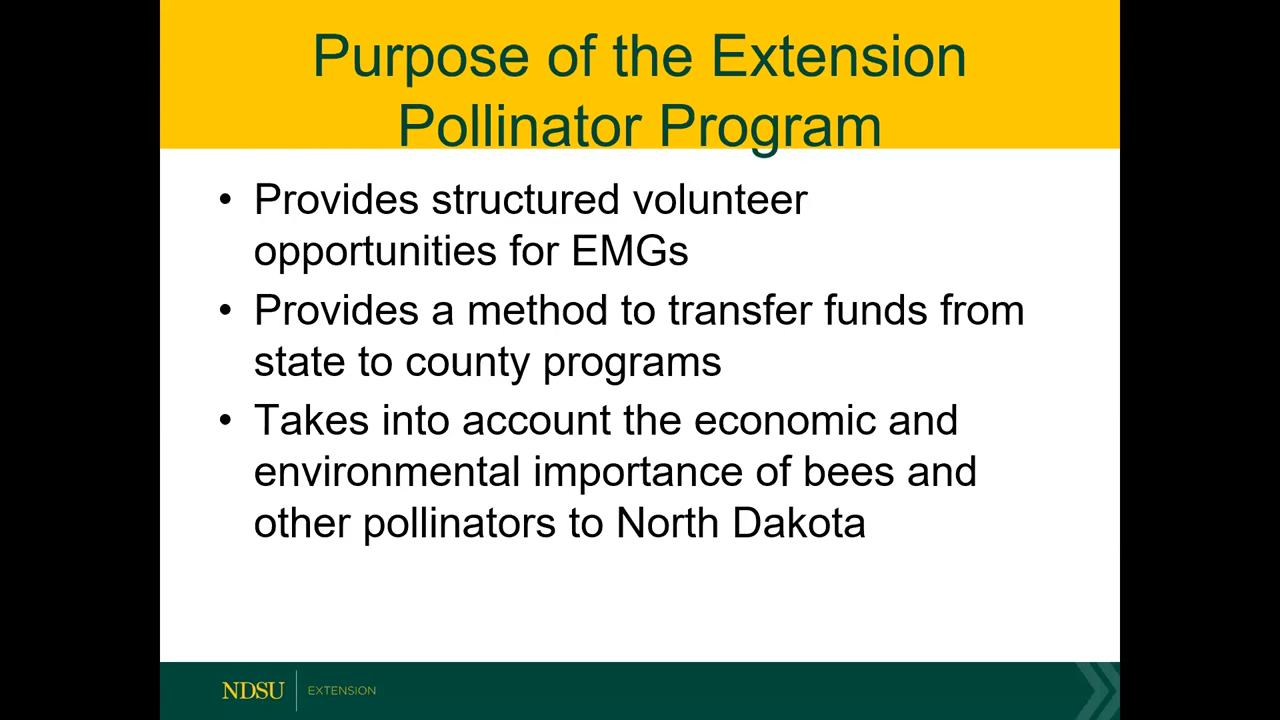 Purpose of the Extension
Pollinator Program
• Provides structured volunteer
opportunities for EMGs
• Provides a method to transfer funds from
state to county programs
• Takes into account the economic and
environmental importance of bees and
other pollinators to North Dakota
NDSU EXTENSION